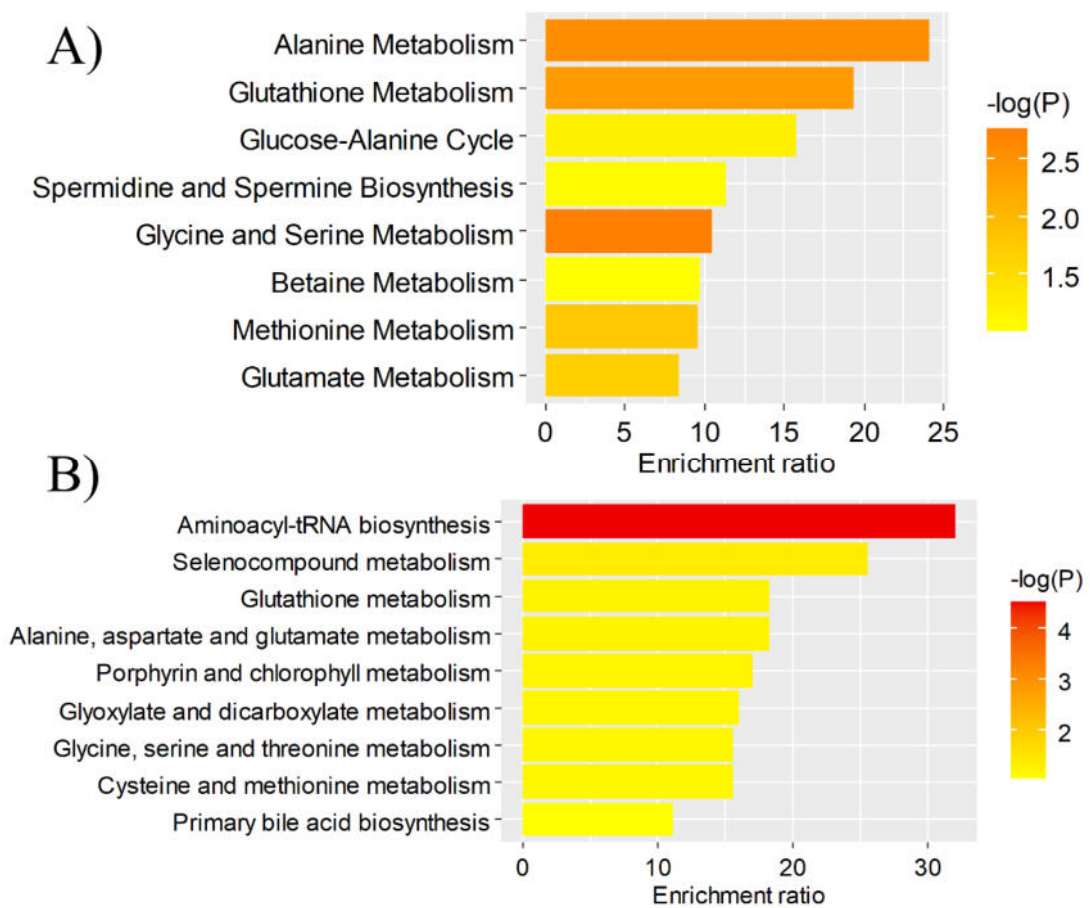 A)
Alanine Metabolism
Glutathione Metabolism
Glucose-Alanine Cycle
Spermidine and Spermine Biosynthesis
Glycine and Serine Metabolism
Betaine Metabolism
Methionine Metabolism
Glutamate Metabolism
0 5 10 15 20 25
Enrichment ratio
-log(P)
2.5
2.0
1.5
B)
Aminoacyl-tRNA biosynthesis
Selenocompound metabolism
Glutathione metabolism
Alanine, aspartate and glutamate metabolism
Porphyrin and chlorophyll metabolism
Glyoxylate and dicarboxylate metabolism
Glycine, serine and threonine metabolism
Cysteine and methionine metabolism
Primary bile acid biosynthesis
0 10 20 30
Enrichment ratio
-log(P)
4
3
2